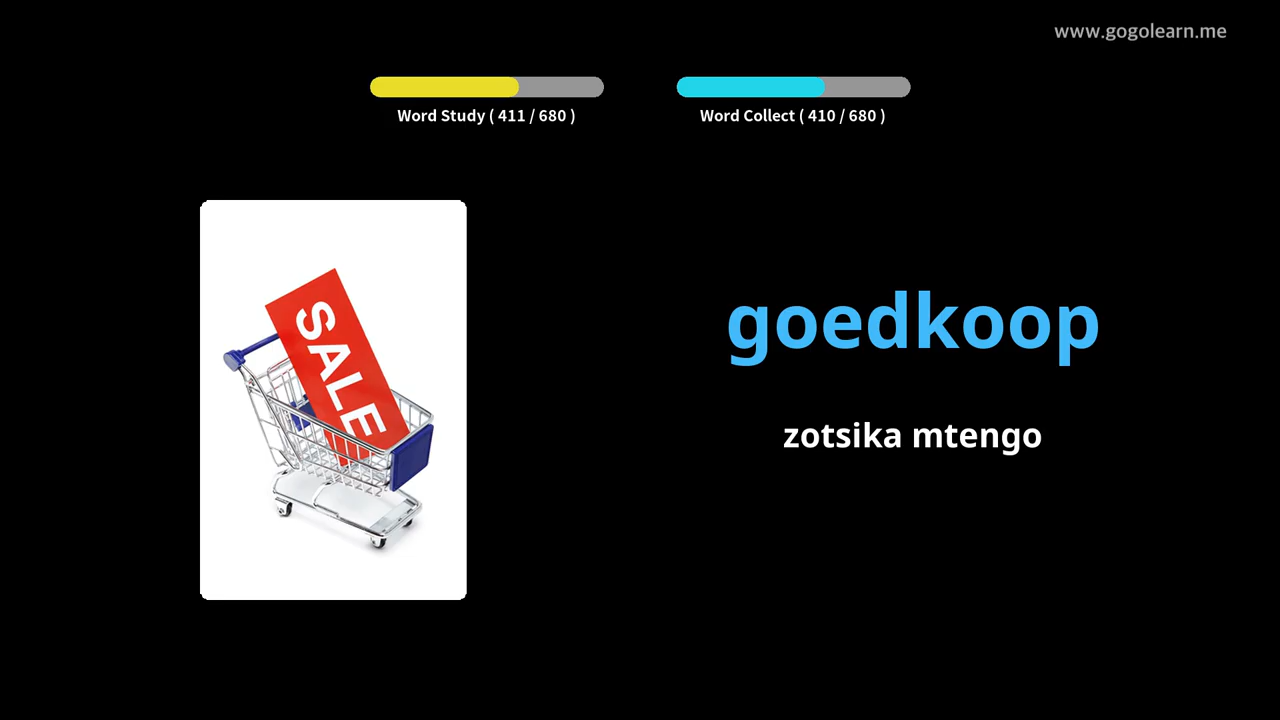 www.gogolearn.me
Word Study ( 411 / 680 )
Word Collect ( 410 / 680 )
SALE
goedkoop
zotsika mtengo